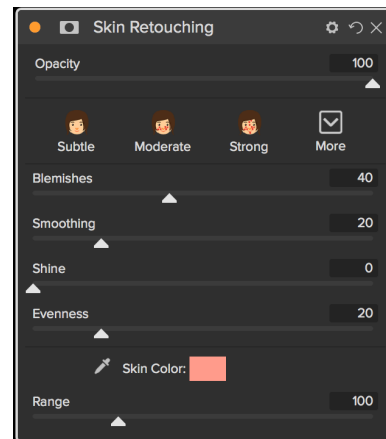 Skin Retouching
Opacity 100
Subtle Moderate Strong More
Blemishes 40
Smoothing 20
Shine 0
Evenness 20
Skin Color:
Range 100